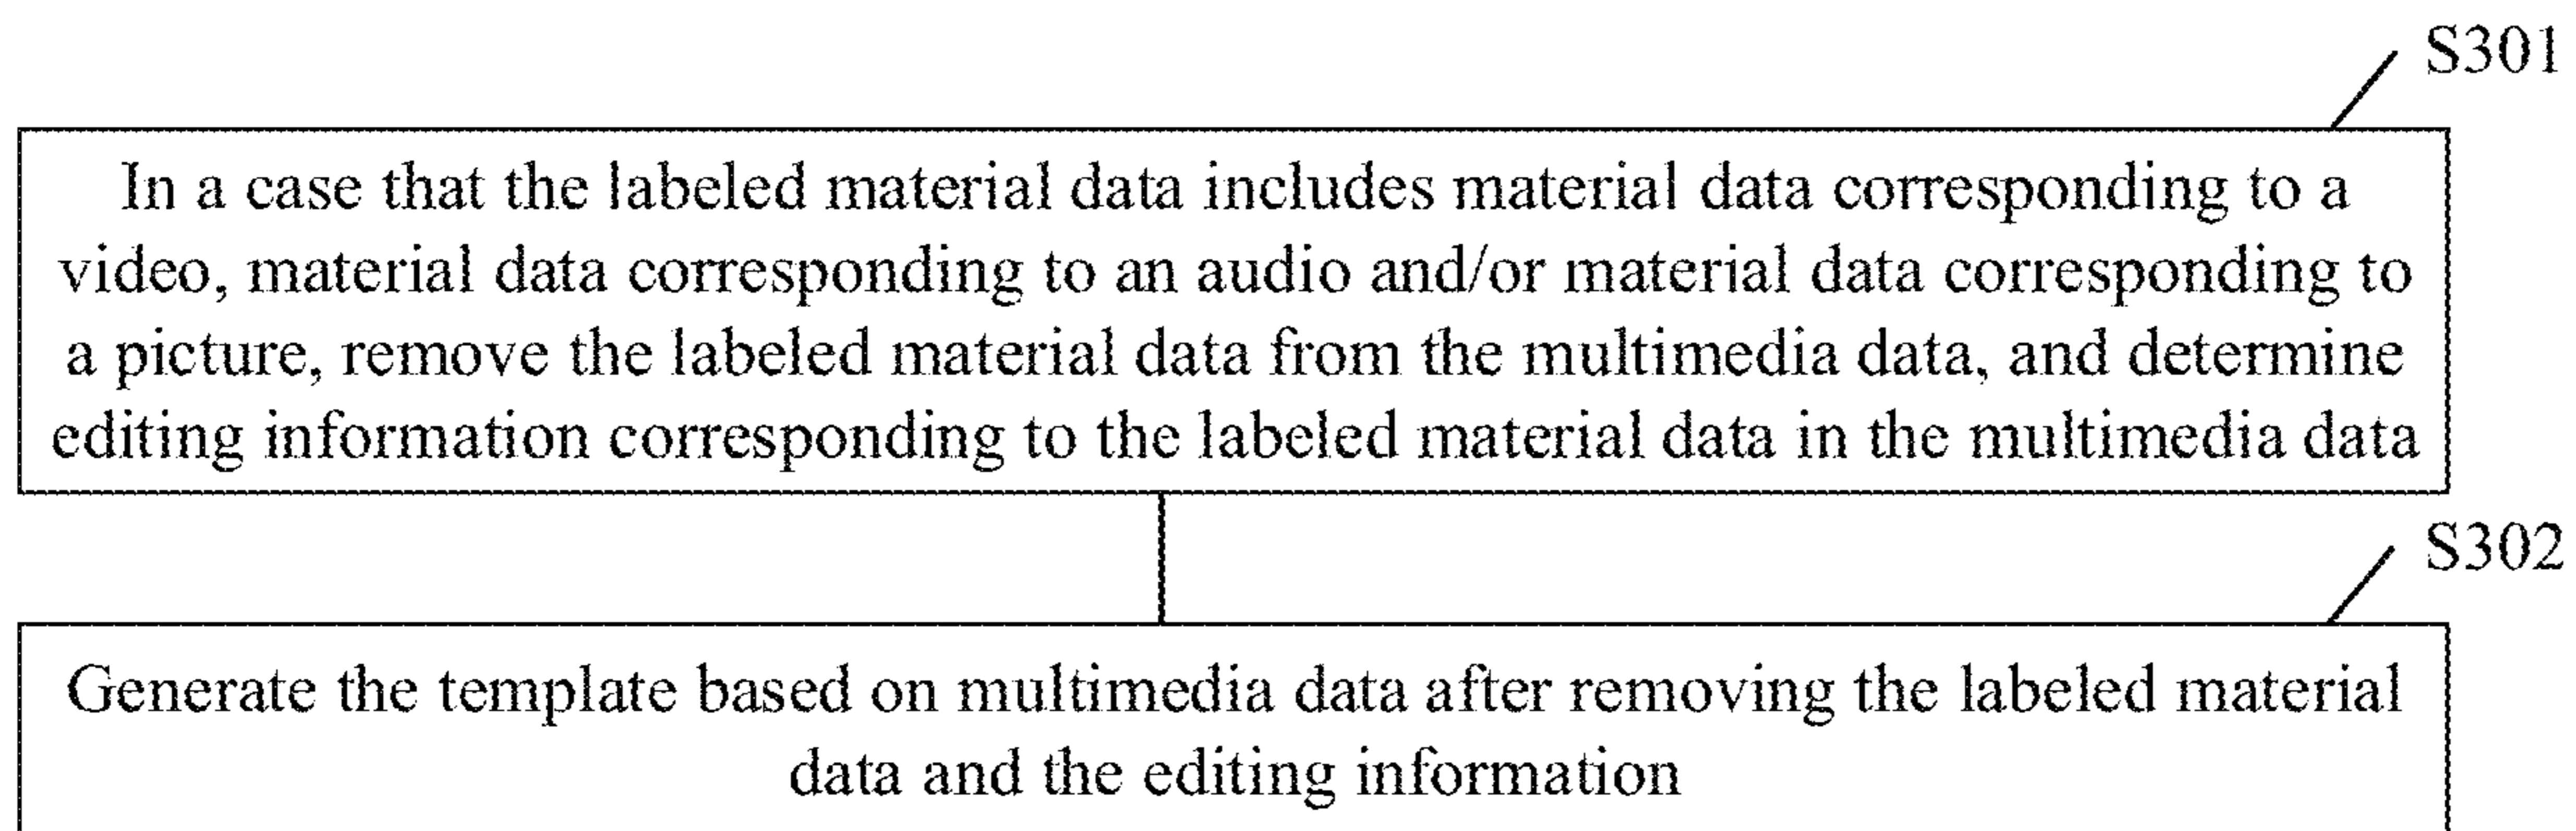 S301
In a case that the labeled material data includes material data corresponding to a
video, material data corresponding to an audio and/or material data corresponding to
a picture, remove the labeled material data from the multimedia data, and determine
editing information corresponding to the labeled material data in the multimedia data
S302
Generate the template based on multimedia data after removing the labeled material
data and the editing information